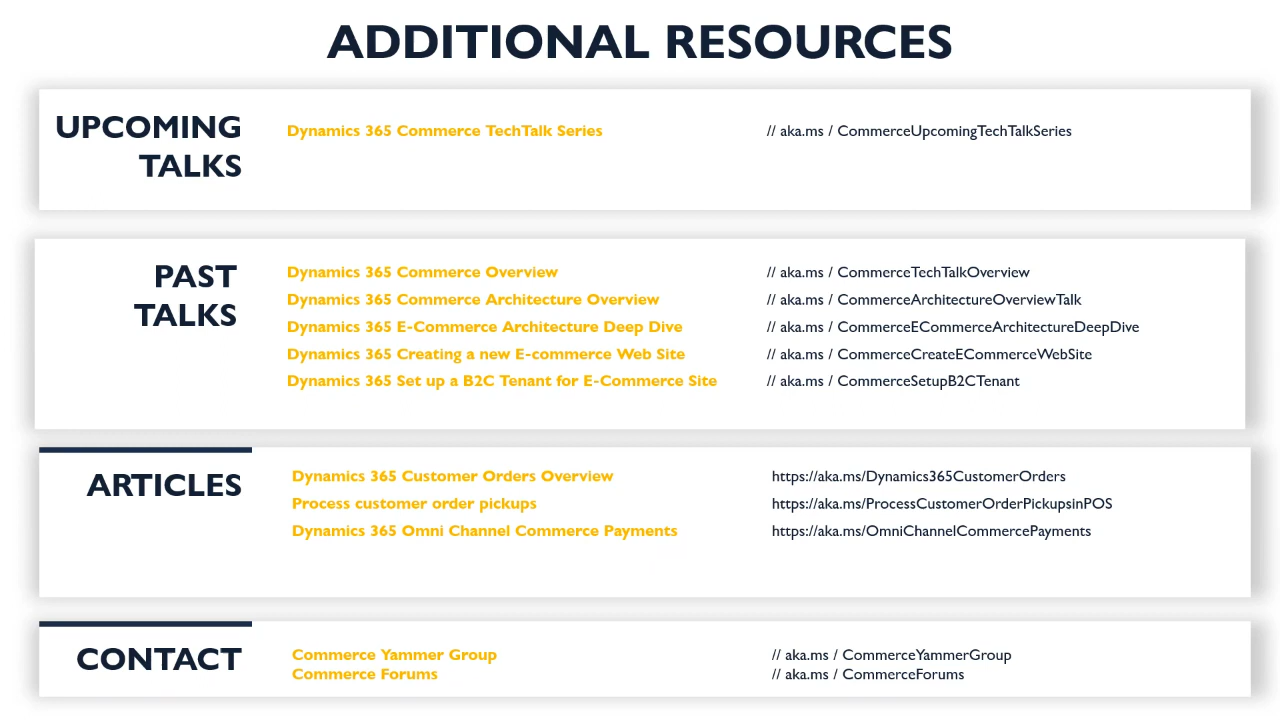 ADDITIONAL RESOURCES
UPCOMING
TALKS
Dynamics 365 Commerce TechTalk Series // aka.ms / CommerceUpcomingTechTalkSeries
PAST
TALKS
Dynamics 365 Commerce Overview // aka.ms / CommerceTechTalkOverview
Dynamics 365 Commerce Architecture Overview // aka.ms / CommerceArchitectureOverviewTalk
Dynamics 365 E-Commerce Architecture Deep Dive // aka.ms / CommerceECommerceArchitectureDeepDive
Dynamics 365 Creating a new E-commerce Web Site // aka.ms / CommerceCreateECommerceWebSite
Dynamics 365 Set up a B2C Tenant for E-Commerce Site // aka.ms / CommerceSetupB2CTenant
ARTICLES
Dynamics 365 Customer Orders Overview https://aka.ms/Dynamics365CustomerOrders
Process customer order pickups https://aka.ms/ProcessCustomerOrderPickupsinPOS
Dynamics 365 Omni Channel Commerce Payments https://aka.ms/OmniChannelCommercePayments
CONTACT
Commerce Yammer Group // aka.ms / CommerceYammerGroup
Commerce Forums // aka.ms / CommerceForums